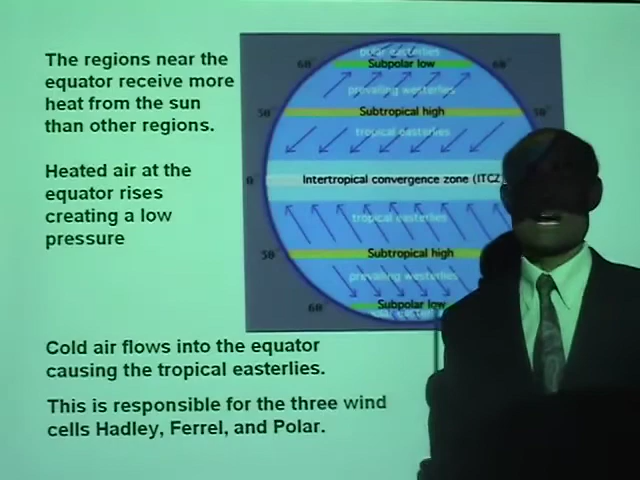 The regions near the
equator receive more
heat from the sun
than other regions.
Heated air at the
equator rises
creating a low
pressure
polar easterlies
60° 60°
Subpolar low
prevailing westerlies
30° 30°
Subtropical high
tropical easterlies
0°
Intertropical convergence zone (ITCZ
tropical easterlies
30°
Subtropical high
prevailing westerlies
60°
Subpolar low
Cold air flows into the equator
causing the tropical easterlies.
This is responsible for the three wind
cells Hadley, Ferrel, and Polar.